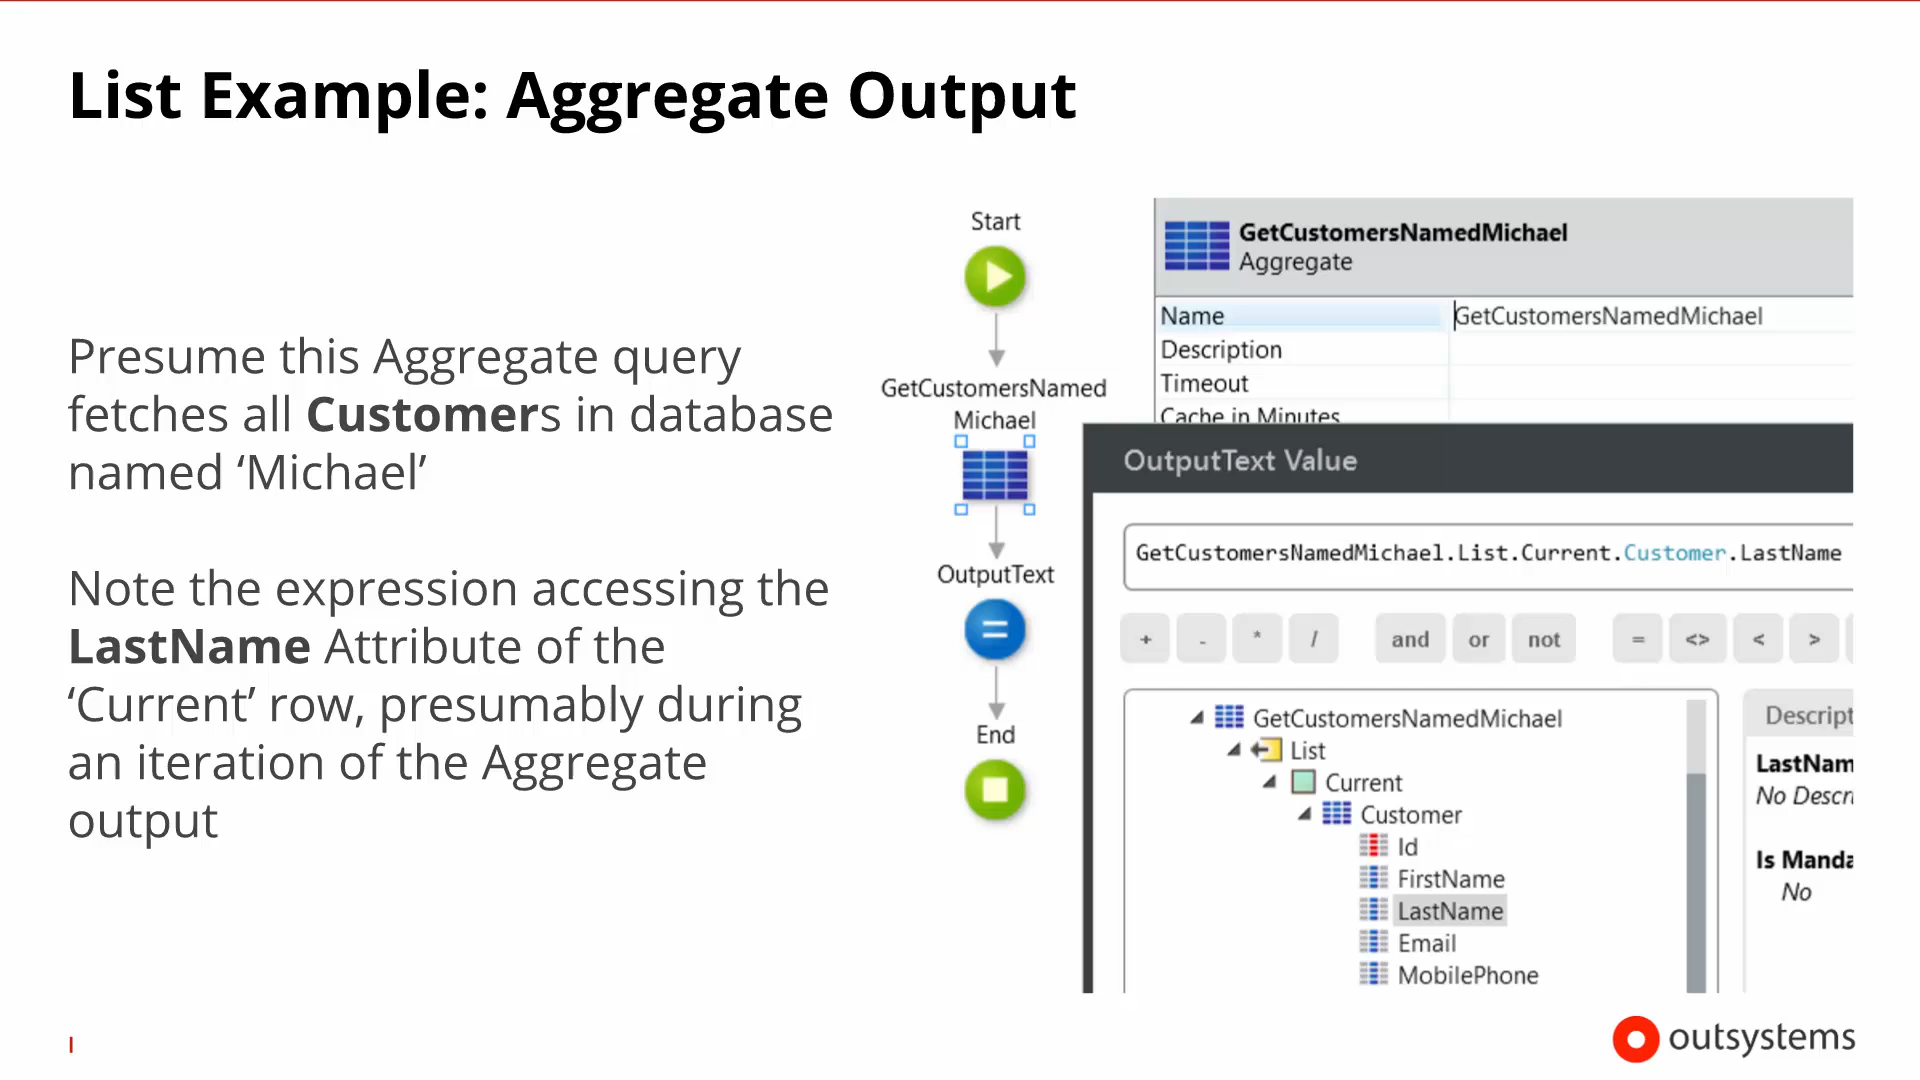 List Example: Aggregate Output
Presume this Aggregate query
fetches all Customers in database
named ‘Michael’
Note the expression accessing the
LastName Attribute of the
‘Current’ row, presumably during
an iteration of the Aggregate
output
Start
GetCustomersNamed
Michael
OutputText
End
GetCustomersNamedMichael
Aggregate
Name GetCustomersNamedMichael
Description
Timeout
Cache in Minutes
OutputText Value
GetCustomersNamedMichael.List.Current.Customer.LastName
+ - * / and or not = <> < >
GetCustomersNamedMichael
List
Current
Customer
Id
FirstName
LastName
Email
MobilePhone
Descript
LastNam
No Descr
Is Manda
No
I
outsystems